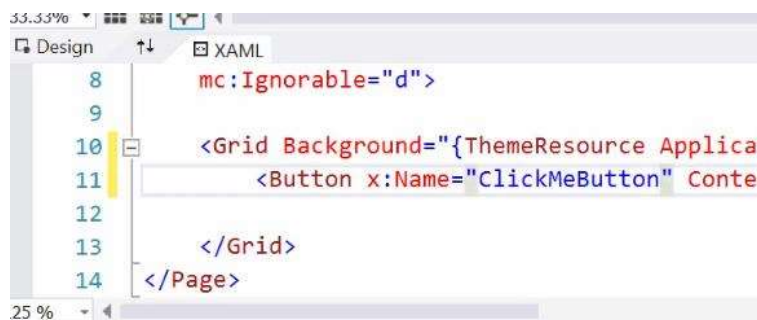 33.33%
Design XAML
8 mc:Ignorable="d">
9
10 <Grid Background="{ThemeResource Applica
11 <Button x:Name="ClickMeButton" Conte
12
13 </Grid>
14 </Page>
25 %